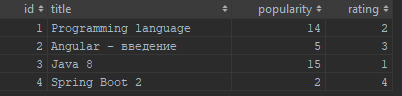 id title popularity rating
1 Programming language 14 2
2 Angular - введение 5 3
3 Java 8 15 1
4 Spring Boot 2 2 4